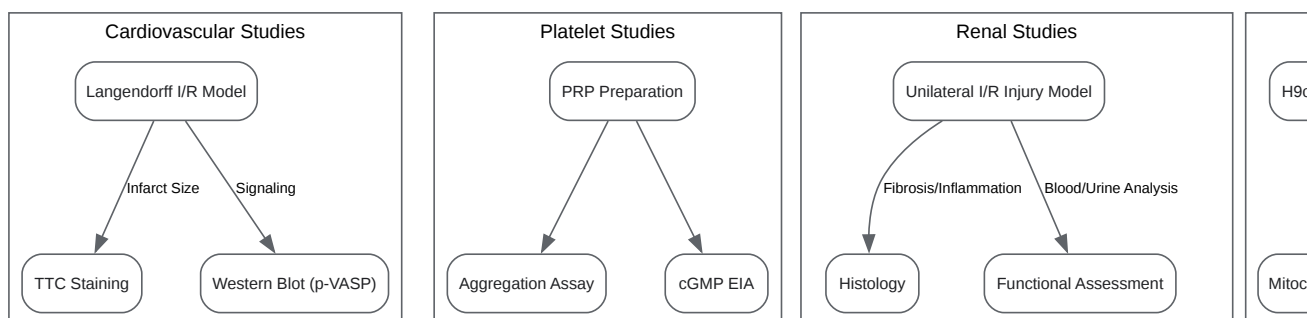 Cardiovascular Studies
Langendorff I/R Model
Infarct Size
Signaling
TTC Staining
Western Blot (p-VASP)
Platelet Studies
PRP Preparation
Aggregation Assay
cGMP EIA
Renal Studies
Unilateral I/R Injury Model
Fibrosis/Inflammation
Blood/Urine Analysis
Histology
Functional Assessment